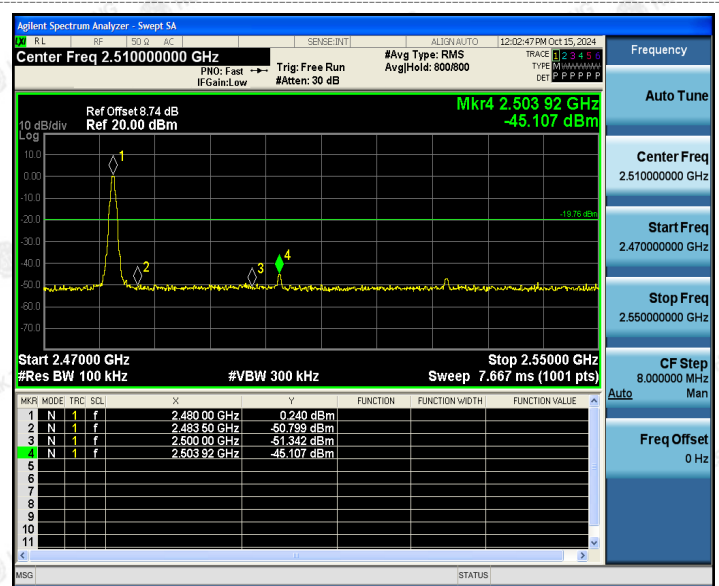 Agilent Spectrum Analyzer - Swept SA
LXI RL RF 50 Ω AC SENSE:INT ALIGN AUTO 12:02:47 PM Oct 15, 2024
Center Freq 2.510000000 GHz
PNO: Fast
IFGain:Low
Trig: Free Run
#Atten: 30 dB
#Avg Type: RMS
Avg|Hold: 800/800
TRACE 1 2 3 4 5 6
TYPE M
DET P P P P P P
Ref Offset 8.74 dB
10 dB/div Ref 20.00 dBm
Log
Mkr4 2.503 92 GHz
-45.107 dBm
10.0
0.00
-10.0
-20.0
-30.0
-40.0
-50.0
-60.0
-70.0
1
2
3
4
-19.76 dBm
Start 2.47000 GHz Stop 2.55000 GHz
#Res BW 100 kHz #VBW 300 kHz Sweep 7.667 ms (1001 pts)
MKR MODE TRC SCL X Y FUNCTION FUNCTION WIDTH FUNCTION VALUE
1 N 1 f 2.480 00 GHz 0.240 dBm
2 N 1 f 2.483 50 GHz -50.799 dBm
3 N 1 f 2.500 00 GHz -51.342 dBm
4 N 1 f 2.503 92 GHz -45.107 dBm
5
6
7
8
9
10
11
MSG STATUS
Frequency
Auto Tune
Center Freq
2.510000000 GHz
Start Freq
2.470000000 GHz
Stop Freq
2.550000000 GHz
CF Step
8.000000 MHz
Auto Man
Freq Offset
0 Hz